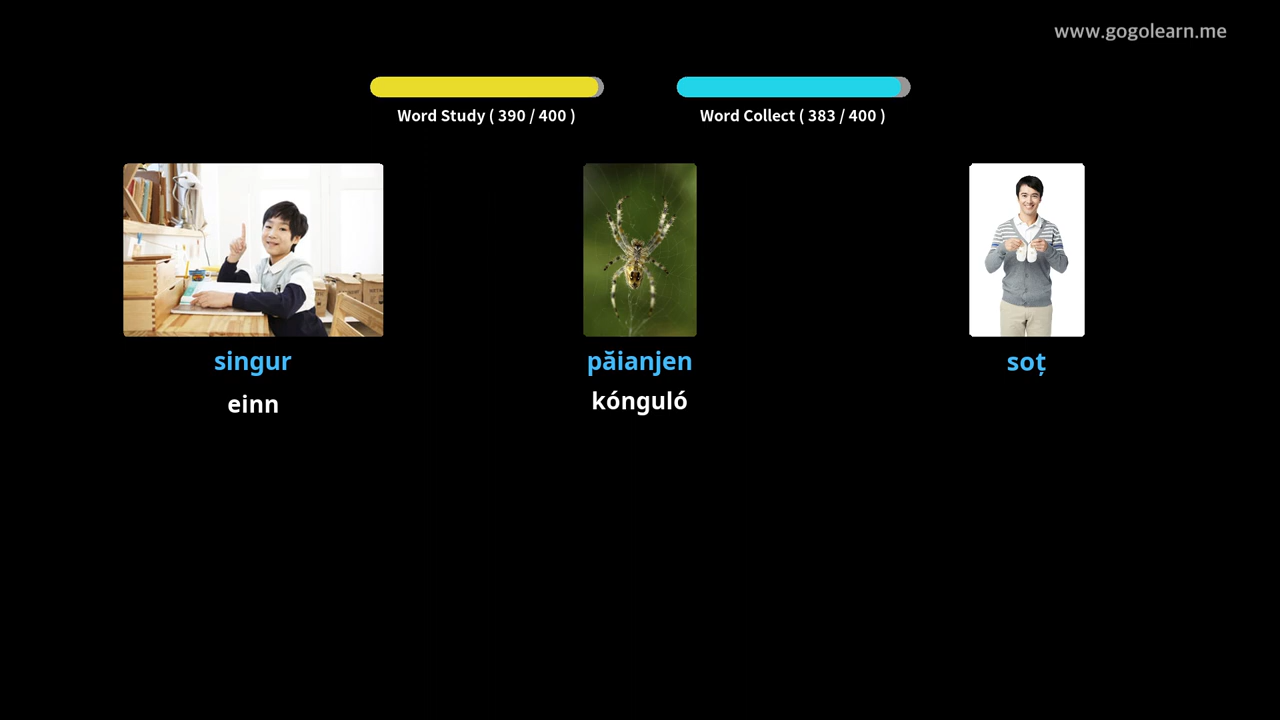 www.gogolearn.me
Word Study ( 390 / 400 )
Word Collect ( 383 / 400 )
singur
păianjen
soț
einn
kónguló